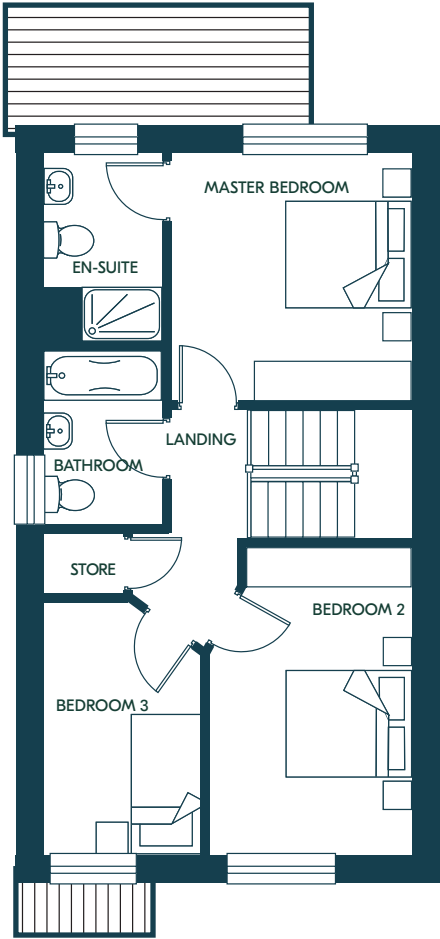 MASTER BEDROOM
EN-SUITE
LANDING
BATHROOM
STORE
BEDROOM 2
BEDROOM 3